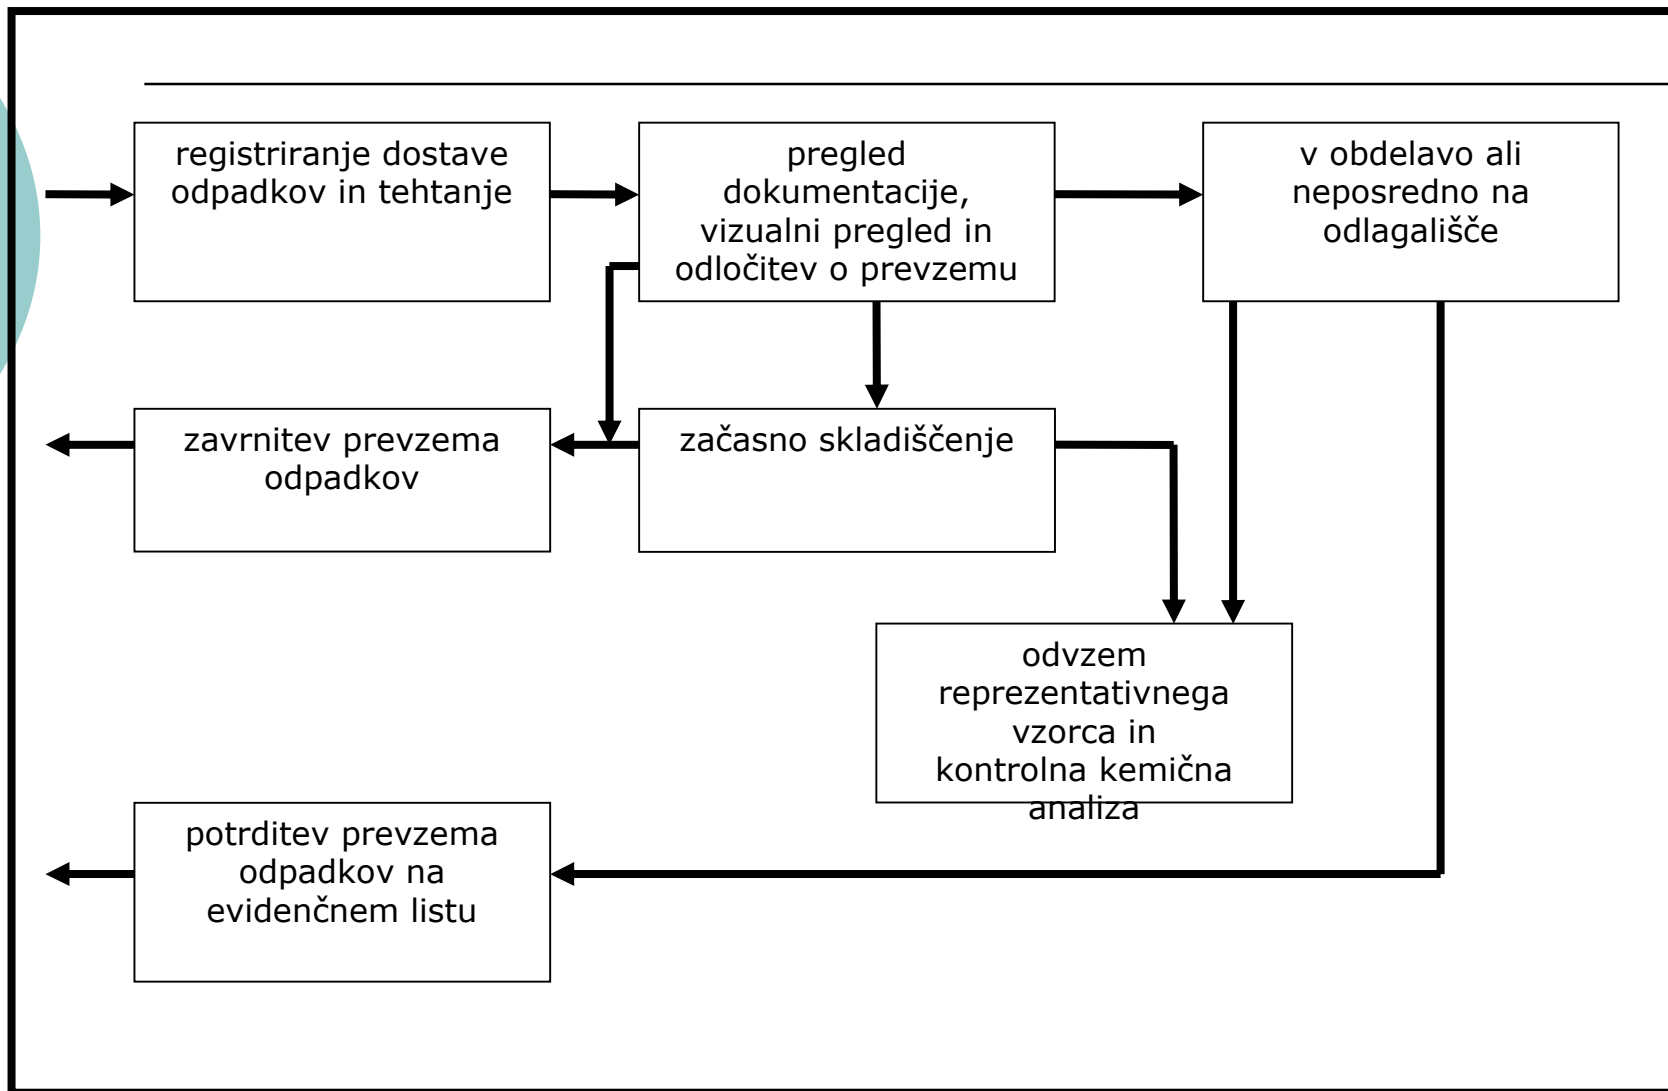 registriranje dostave
odpadkov in tehtanje
pregled
dokumentacije,
vizualni pregled in
odločitev o prevzemu
v obdelavo ali
neposredno na
odlagališče
zavrnitev prevzema
odpadkov
začasno skladiščenje
odvzem
reprezentativnega
vzorca in
kontrolna kemična
analiza
potrditev prevzema
odpadkov na
evidenčnem listu